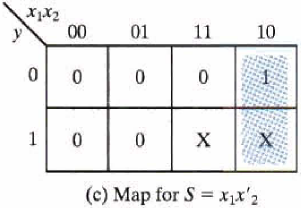 x₁x₂
y 00 01 11 10
0 0 0 0 1
1 0 0 X X
(c) Map for S = x₁x'₂